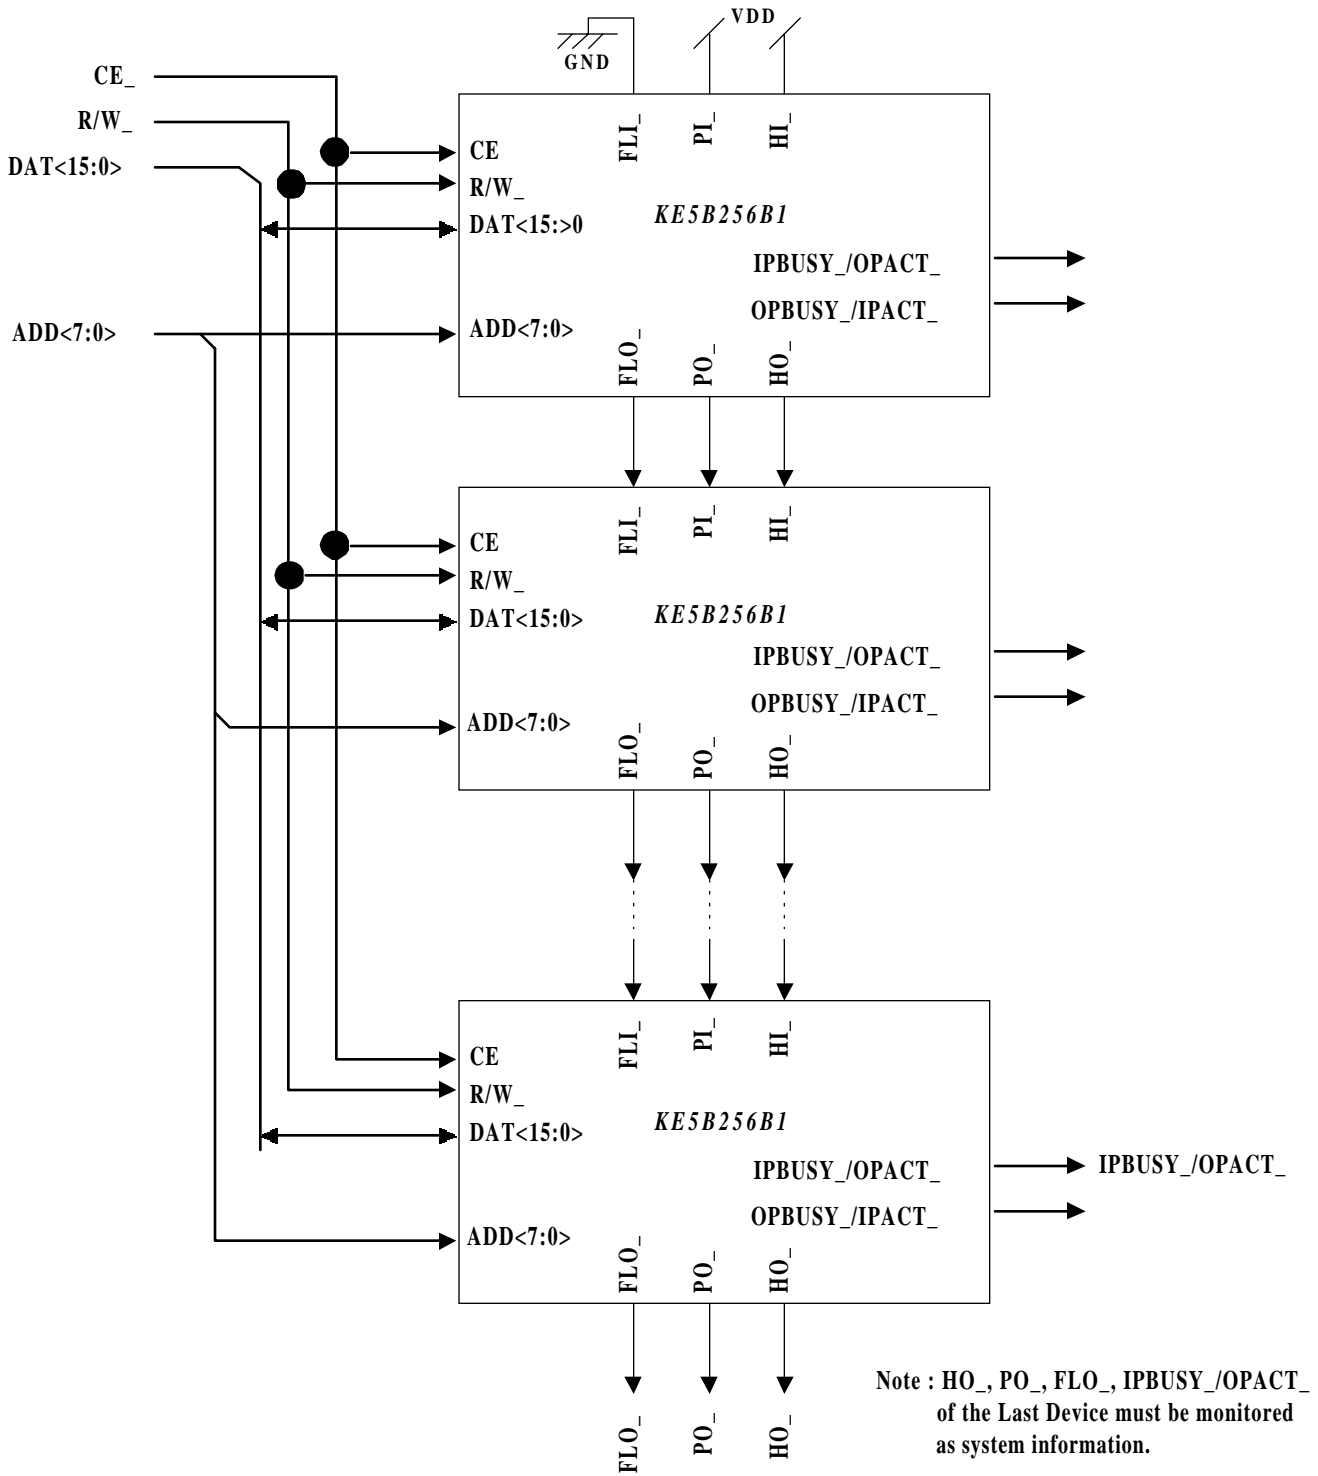 VDD
GND
CE_
R/W_
DAT<15:0>
ADD<7:0>
FLI_
PI_
HI_
CE
R/W_
DAT<15:>0
KE5B256B1
IPBUSY_/OPACT_
OPBUSY_/IPACT_
ADD<7:0>
FLO_
PO_
HO_
FLI_
PI_
HI_
CE
R/W_
DAT<15:0>
KE5B256B1
IPBUSY_/OPACT_
OPBUSY_/IPACT_
ADD<7:0>
FLO_
PO_
HO_
FLI_
PI_
HI_
CE
R/W_
DAT<15:0>
KE5B256B1
IPBUSY_/OPACT_
IPBUSY_/OPACT_
OPBUSY_/IPACT_
ADD<7:0>
FLO_
PO_
HO_
FLO_
PO_
HO_
Note : HO_, PO_, FLO_, IPBUSY_/OPACT_
of the Last Device must be monitored
as system information.